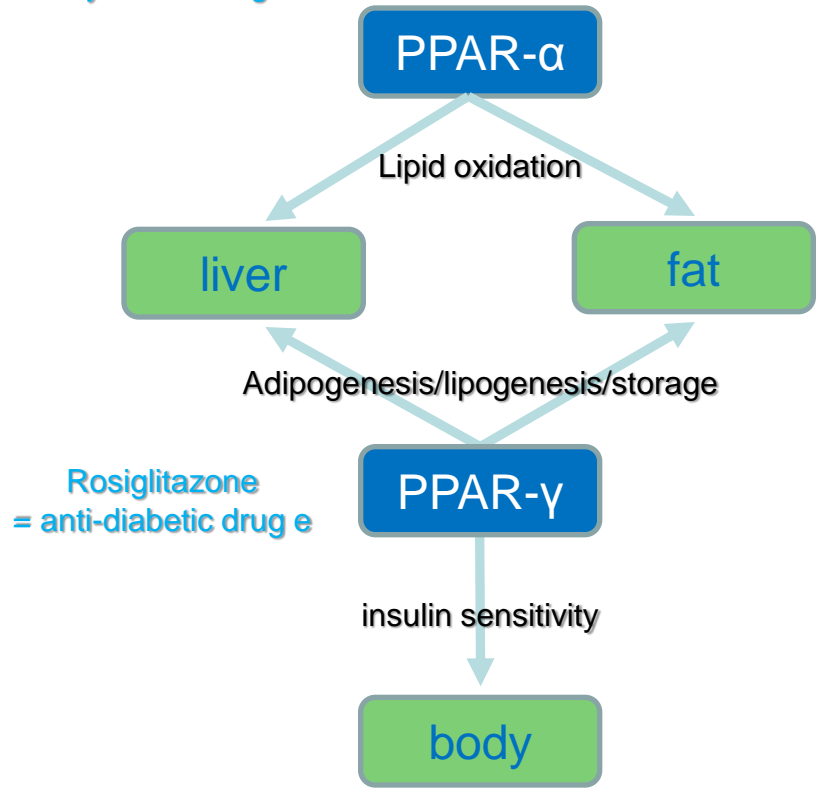 PPAR-α
Lipid oxidation
liver
fat
Adipogenesis/lipogenesis/storage
Rosiglitazone
= anti-diabetic drug e
PPAR-γ
insulin sensitivity
body